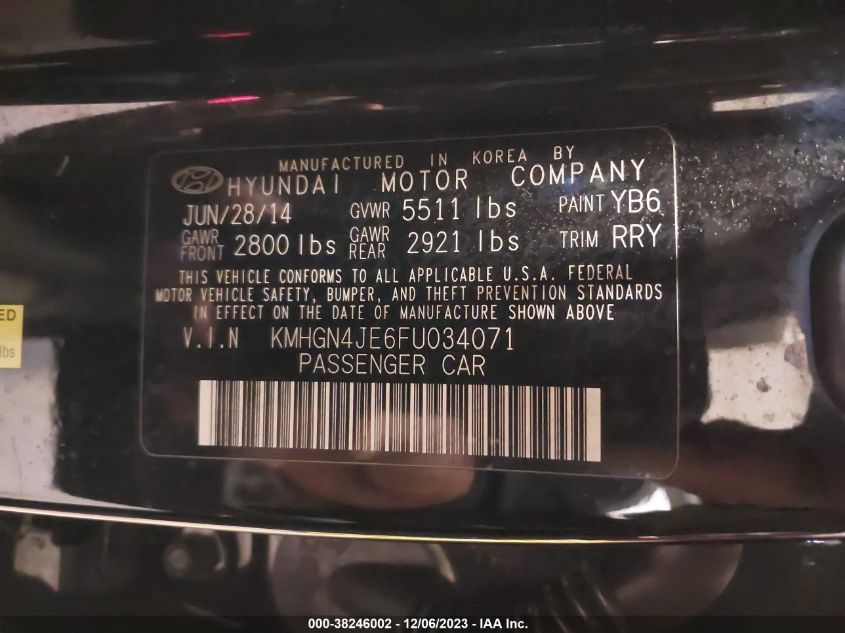 MANUFACTURED IN KOREA BY
HYUNDAI MOTOR COMPANY
JUN/28/14 GVWR 5511 lbs PAINT YB6
GAWR FRONT 2800 lbs GAWR REAR 2921 lbs TRIM RRY
THIS VEHICLE CONFORMS TO ALL APPLICABLE U.S.A. FEDERAL
MOTOR VEHICLE SAFETY, BUMPER, AND THEFT PREVENTION STANDARDS
IN EFFECT ON THE DATE OF MANUFACTURE SHOWN ABOVE
V.I.N KMHGN4JE6FU034071
PASSENGER CAR
ED
lbs
000-38246002 - 12/06/2023 - IAA Inc.